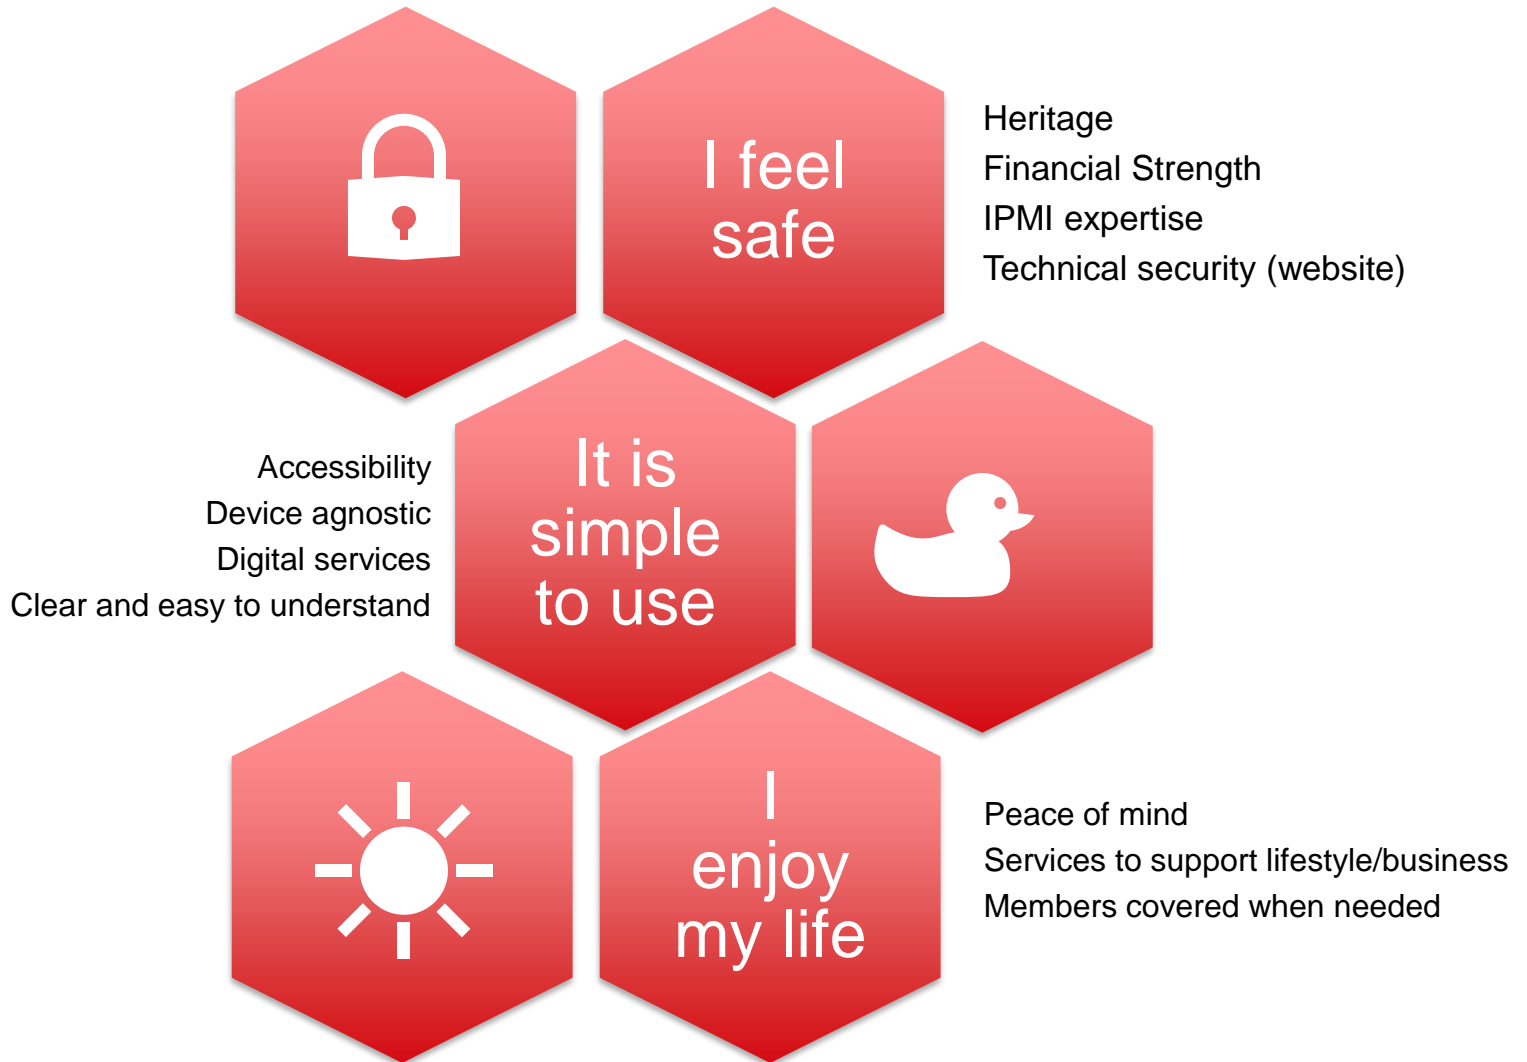 I feel
safe
Heritage
Financial Strength
IPMI expertise
Technical security (website)
Accessibility
Device agnostic
Digital services
Clear and easy to understand
It is
simple
to use
I
enjoy
my life
Peace of mind
Services to support lifestyle/business
Members covered when needed